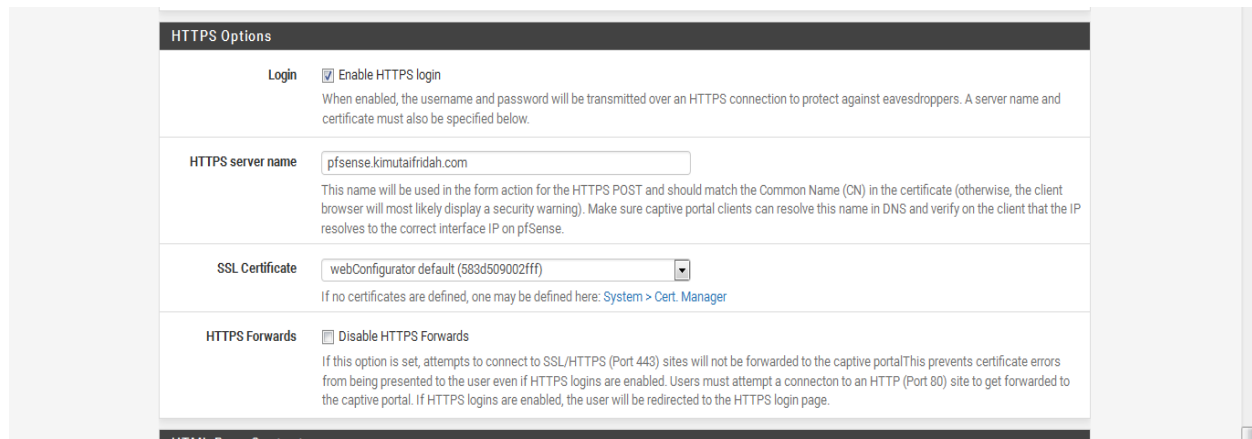 HTTPS Options
Login
Enable HTTPS login
When enabled, the username and password will be transmitted over an HTTPS connection to protect against eavesdroppers. A server name and
certificate must also be specified below.
HTTPS server name
pfsense.kimutaifridah.com
This name will be used in the form action for the HTTPS POST and should match the Common Name (CN) in the certificate (otherwise, the client
browser will most likely display a security warning). Make sure captive portal clients can resolve this name in DNS and verify on the client that the IP
resolves to the correct interface IP on pfSense.
SSL Certificate
webConfigurator default (583d509002fff)
If no certificates are defined, one may be defined here: System > Cert. Manager
HTTPS Forwards
Disable HTTPS Forwards
If this option is set, attempts to connect to SSL/HTTPS (Port 443) sites will not be forwarded to the captive portalThis prevents certificate errors
from being presented to the user even if HTTPS logins are enabled. Users must attempt a connecton to an HTTP (Port 80) site to get forwarded to
the captive portal. If HTTPS logins are enabled, the user will be redirected to the HTTPS login page.